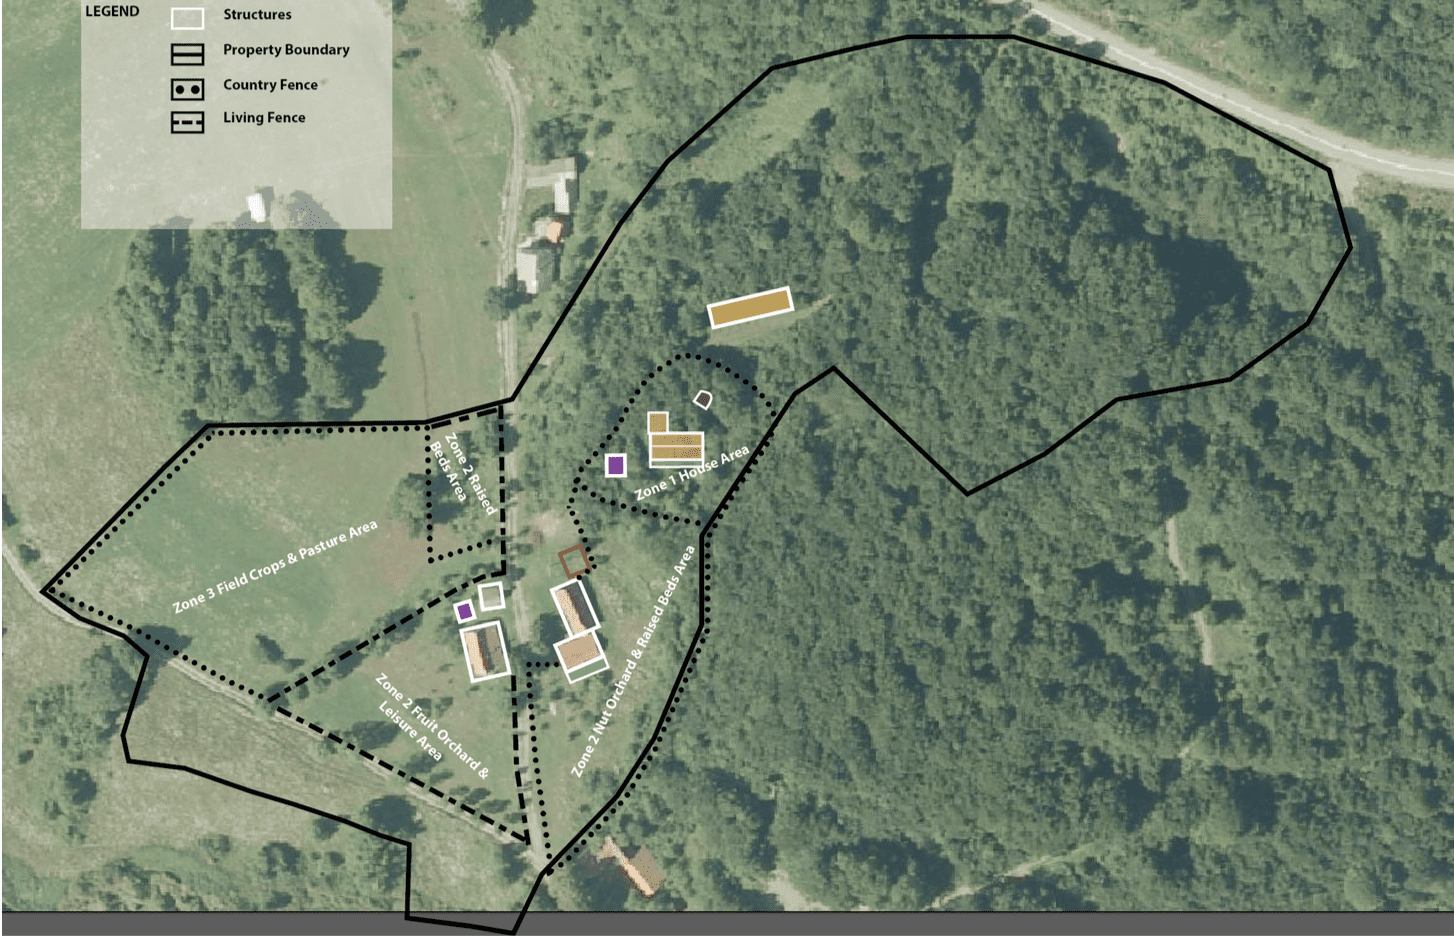 LEGEND
Structures
Property Boundary
Country Fence
Living Fence
Zone 2 Raised
Beds Area
Zone 1 House Area
Zone 3 Field Crops & Pasture Area
Zone 2 Fruit Orchard &
Leisure Area
Zone 2 Nut Orchard & Raised Beds Area